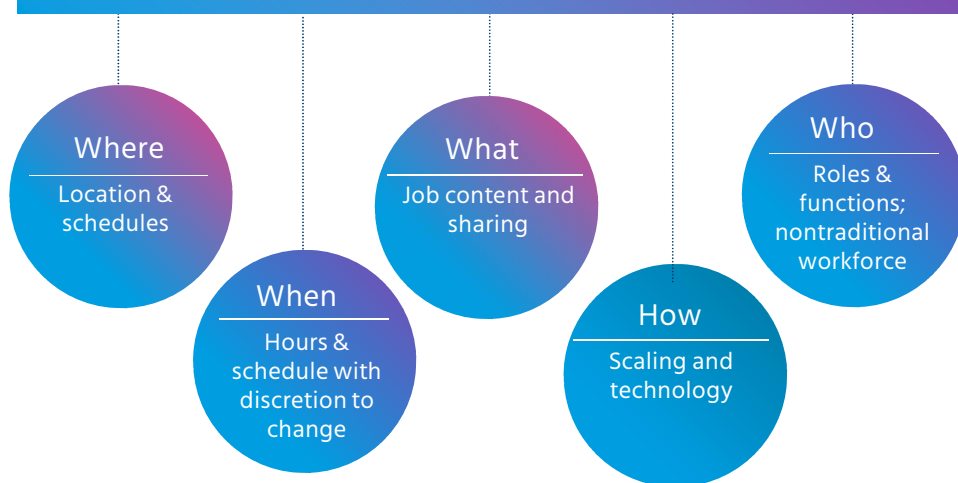 Where
Location &
schedules
When
Hours &
schedule with
discretion to
change
What
Job content and
sharing
How
Scaling and
technology
Who
Roles &
functions;
nontraditional
workforce